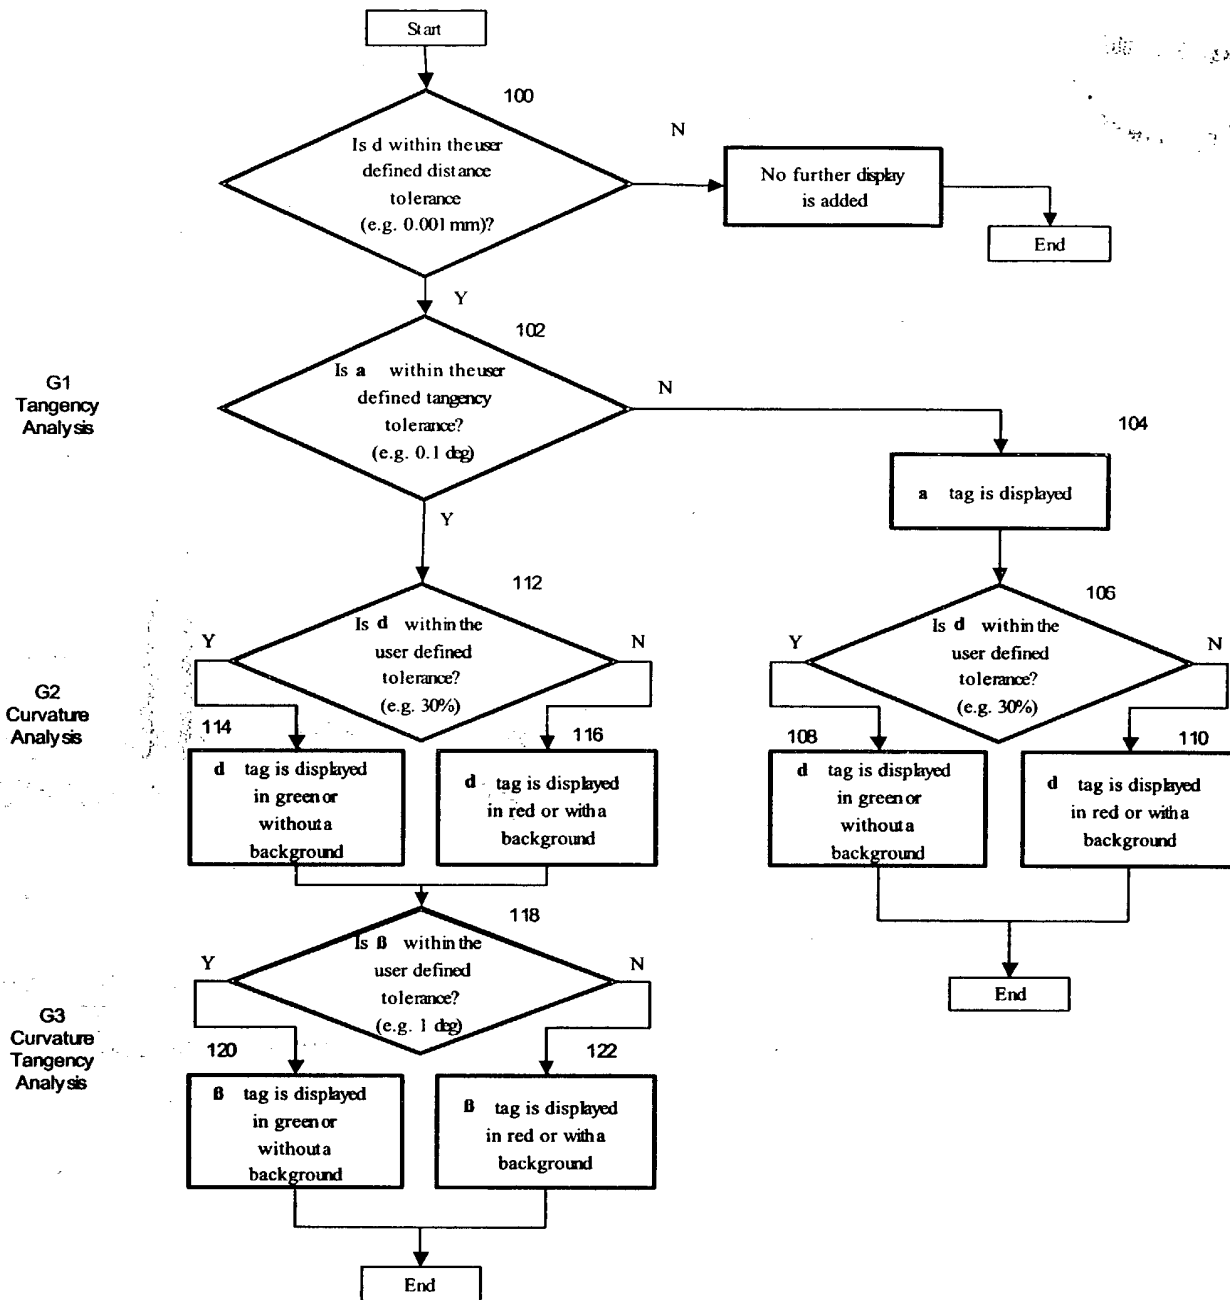 Start
100
Is d within the user
defined distance
tolerance
(e.g. 0.001 mm)?
N
No further display
is added
End
Y
102
G1
Tangency
Analysis
Is a within the user
defined tangency
tolerance?
(e.g. 0.1 deg)
N
104
a tag is displayed
Y
112
106
Y
Is d within the
user defined
tolerance?
(e.g. 30%)
N
Y
Is d within the
user defined
tolerance?
(e.g. 30%)
N
G2
Curvature
Analysis
114
116
108
110
d tag is displayed
in green or
without a
background
d tag is displayed
in red or with a
background
d tag is displayed
in green or
without a
background
d tag is displayed
in red or with a
background
118
Y
Is ß within the
user defined
tolerance?
(e.g. 1 deg)
N
End
G3
Curvature
Tangency
Analysis
120
122
ß tag is displayed
in green or
without a
background
ß tag is displayed
in red or with a
background
End